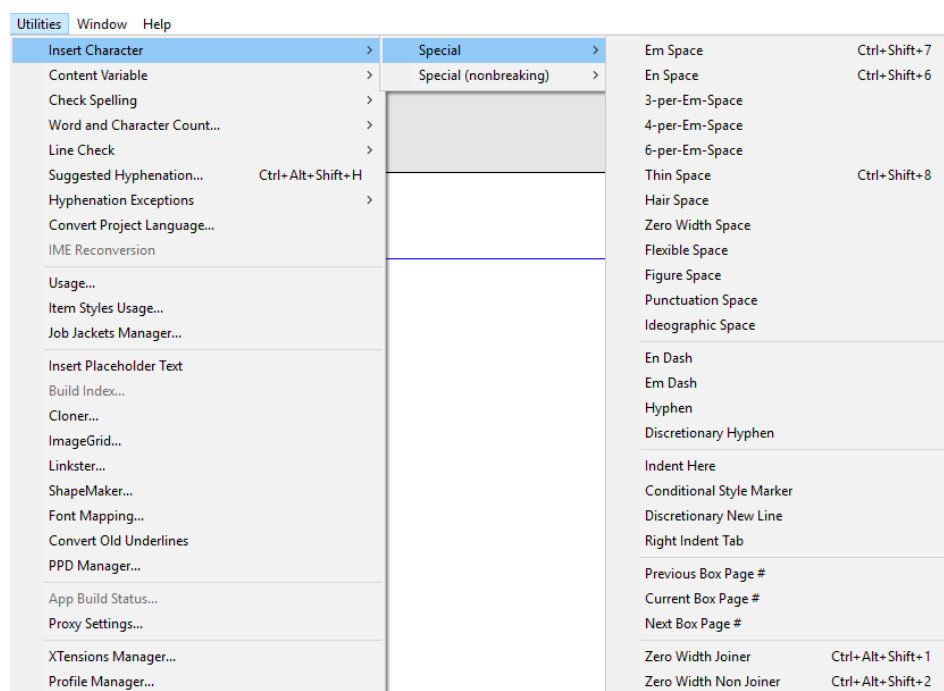 Utilities Window Help
Insert Character >
Content Variable >
Check Spelling >
Word and Character Count... >
Line Check >
Suggested Hyphenation... Ctrl+Alt+Shift+H
Hyphenation Exceptions >
Convert Project Language...
IME Reconversion
Usage...
Item Styles Usage...
Job Jackets Manager...
Insert Placeholder Text
Build Index...
Cloner...
ImageGrid...
Linkster...
ShapeMaker...
Font Mapping...
Convert Old Underlines
PPD Manager...
App Build Status...
Proxy Settings...
XTensions Manager...
Profile Manager...
Special >
Special (nonbreaking) >
Em Space Ctrl+Shift+7
En Space Ctrl+Shift+6
3-per-Em-Space
4-per-Em-Space
6-per-Em-Space
Thin Space Ctrl+Shift+8
Hair Space
Zero Width Space
Flexible Space
Figure Space
Punctuation Space
Ideographic Space
En Dash
Em Dash
Hyphen
Discretionary Hyphen
Indent Here
Conditional Style Marker
Discretionary New Line
Right Indent Tab
Previous Box Page #
Current Box Page #
Next Box Page #
Zero Width Joiner Ctrl+Alt+Shift+1
Zero Width Non Joiner Ctrl+Alt+Shift+2